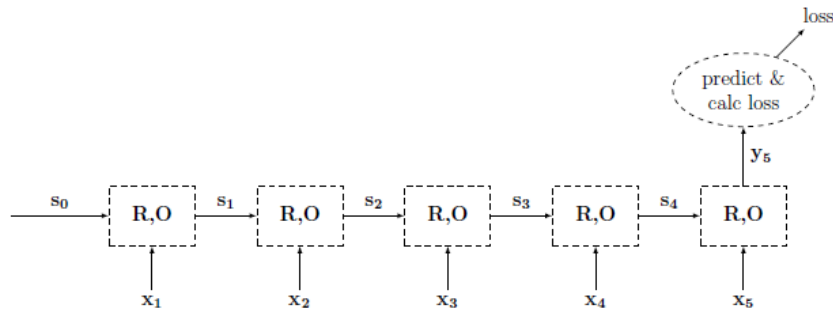 loss
predict &
calc loss
y₅
s₀ R,O s₁ R,O s₂ R,O s₃ R,O s₄ R,O
x₁ x₂ x₃ x₄ x₅